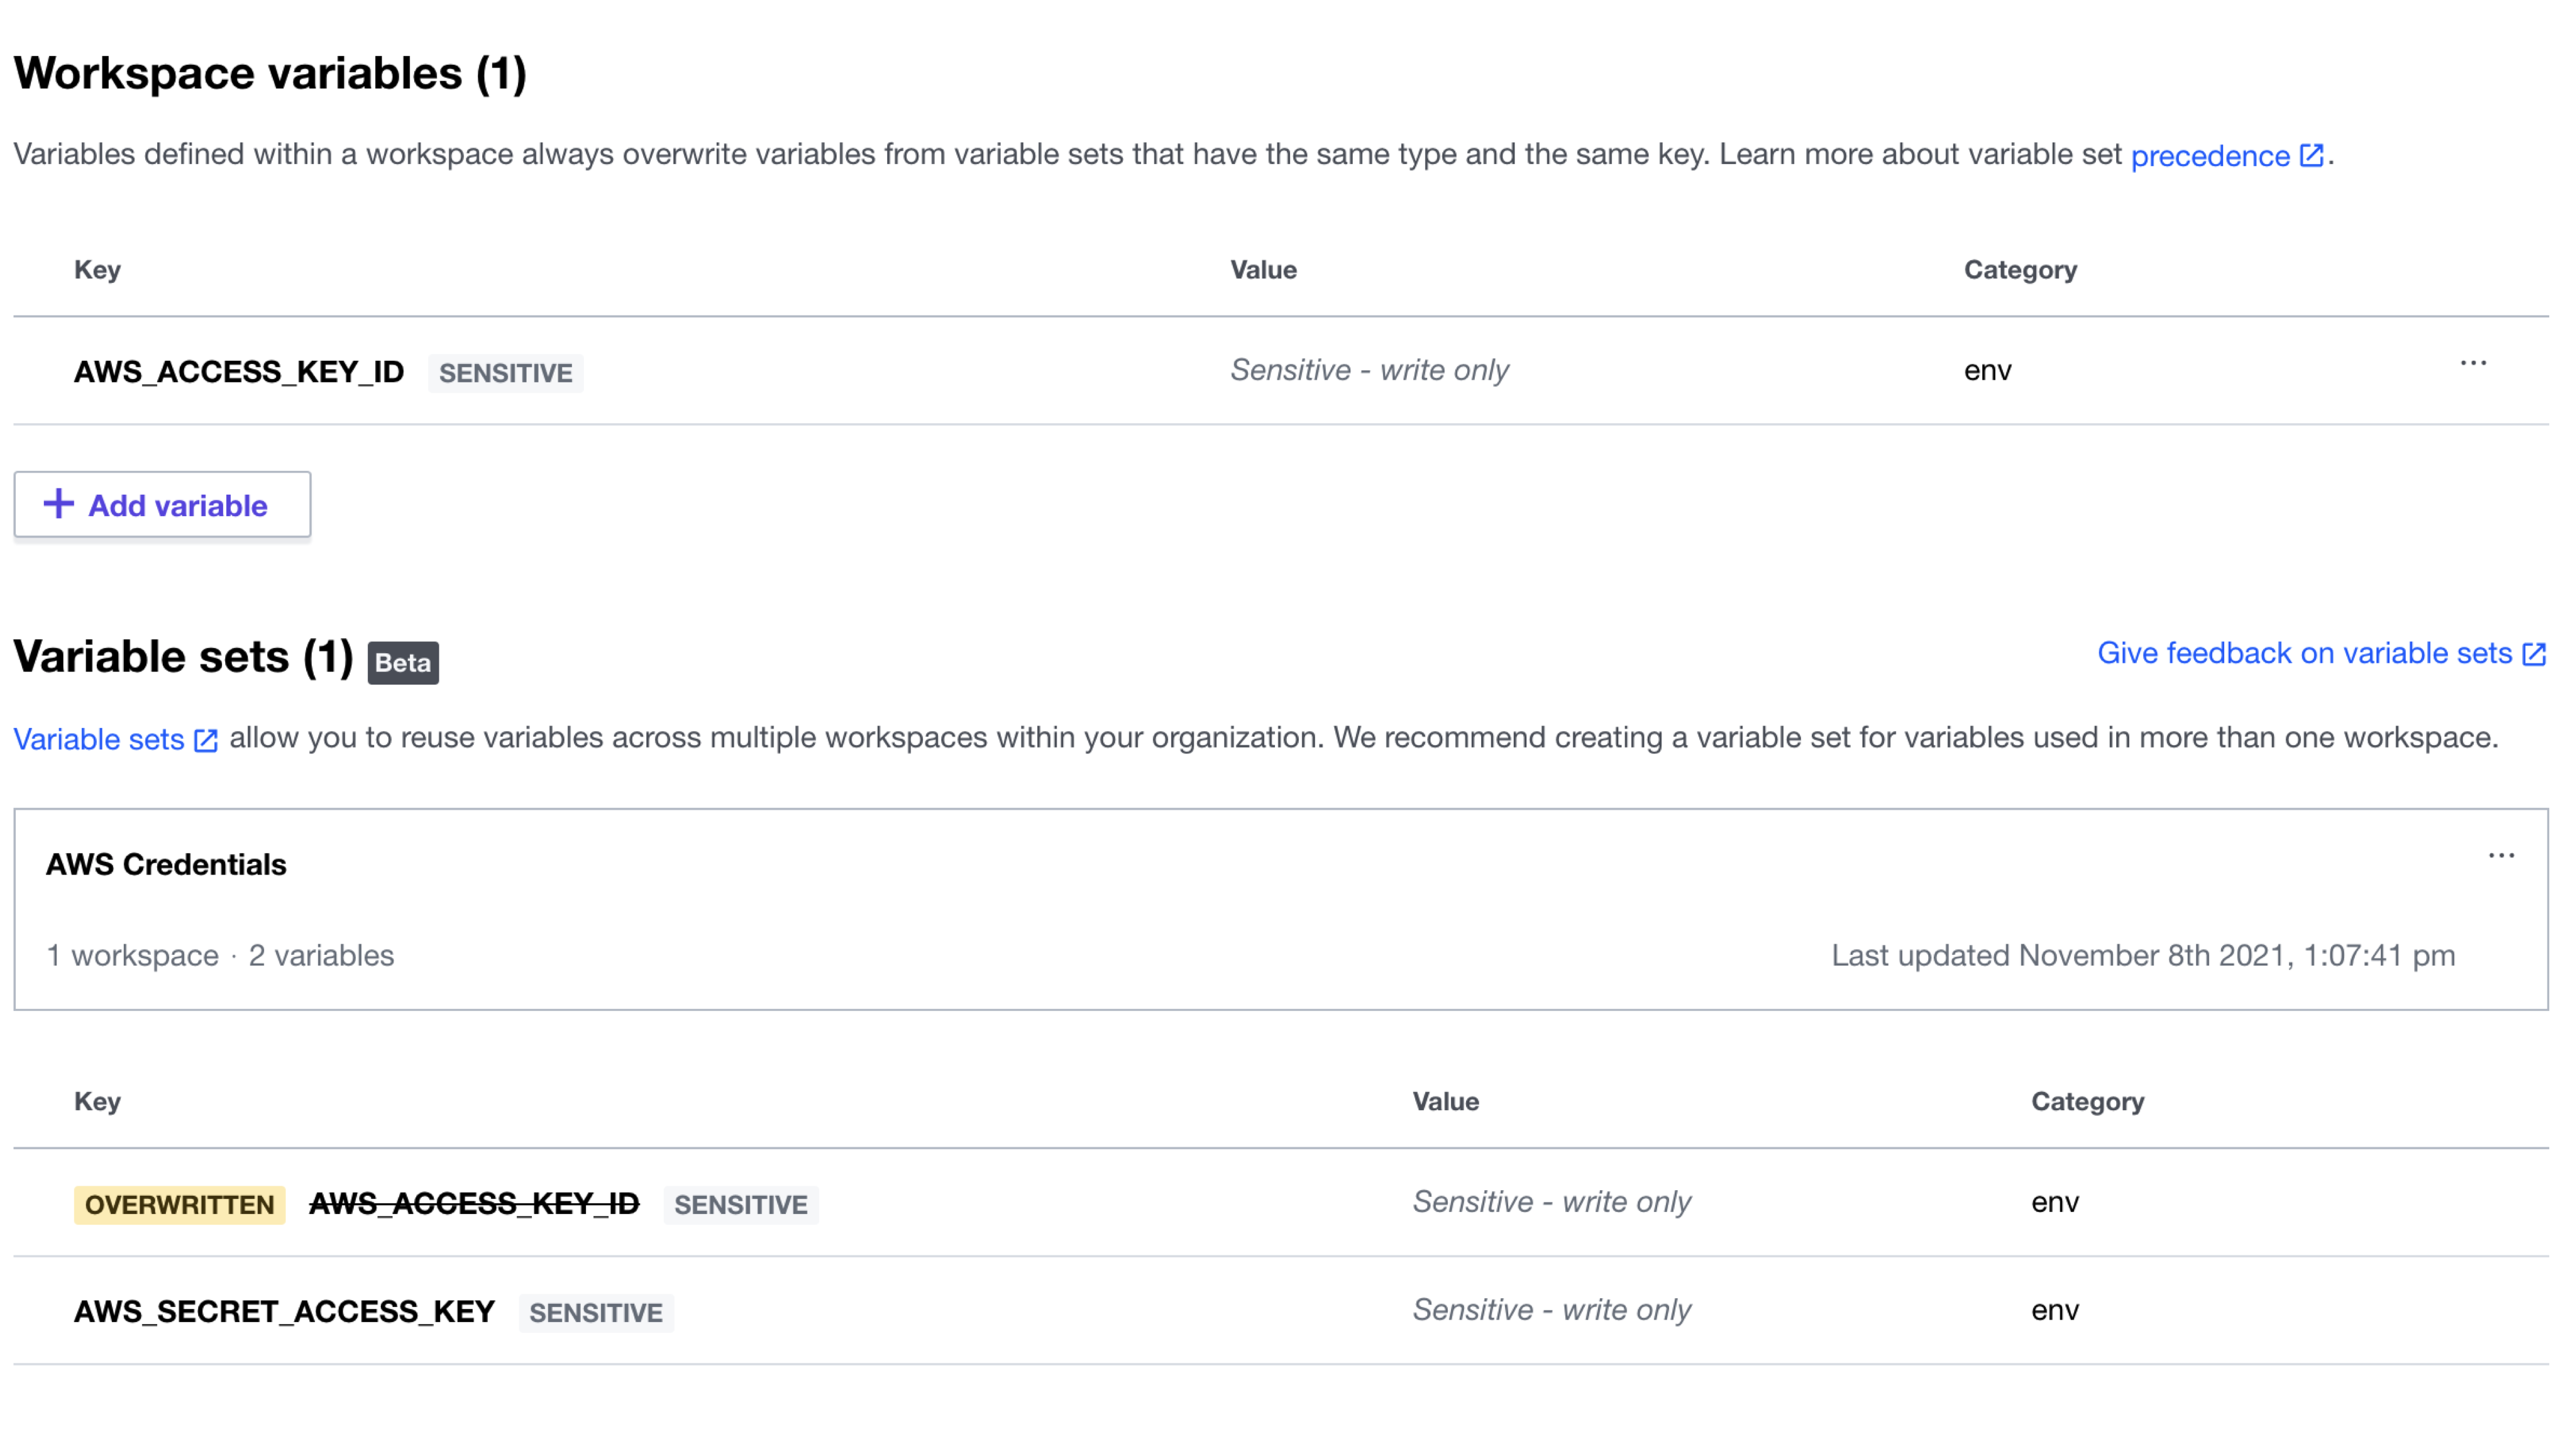 Workspace variables (1)
Variables defined within a workspace always overwrite variables from variable sets that have the same type and the same key. Learn more about variable set precedence.
Key Value Category
AWS_ACCESS_KEY_ID SENSITIVE Sensitive - write only env ...
+ Add variable
Variable sets (1) Beta Give feedback on variable sets
Variable sets allow you to reuse variables across multiple workspaces within your organization. We recommend creating a variable set for variables used in more than one workspace.
AWS Credentials ...
1 workspace · 2 variables Last updated November 8th 2021, 1:07:41 pm
Key Value Category
OVERWRITTEN AWS_ACCESS_KEY_ID SENSITIVE Sensitive - write only env
AWS_SECRET_ACCESS_KEY SENSITIVE Sensitive - write only env